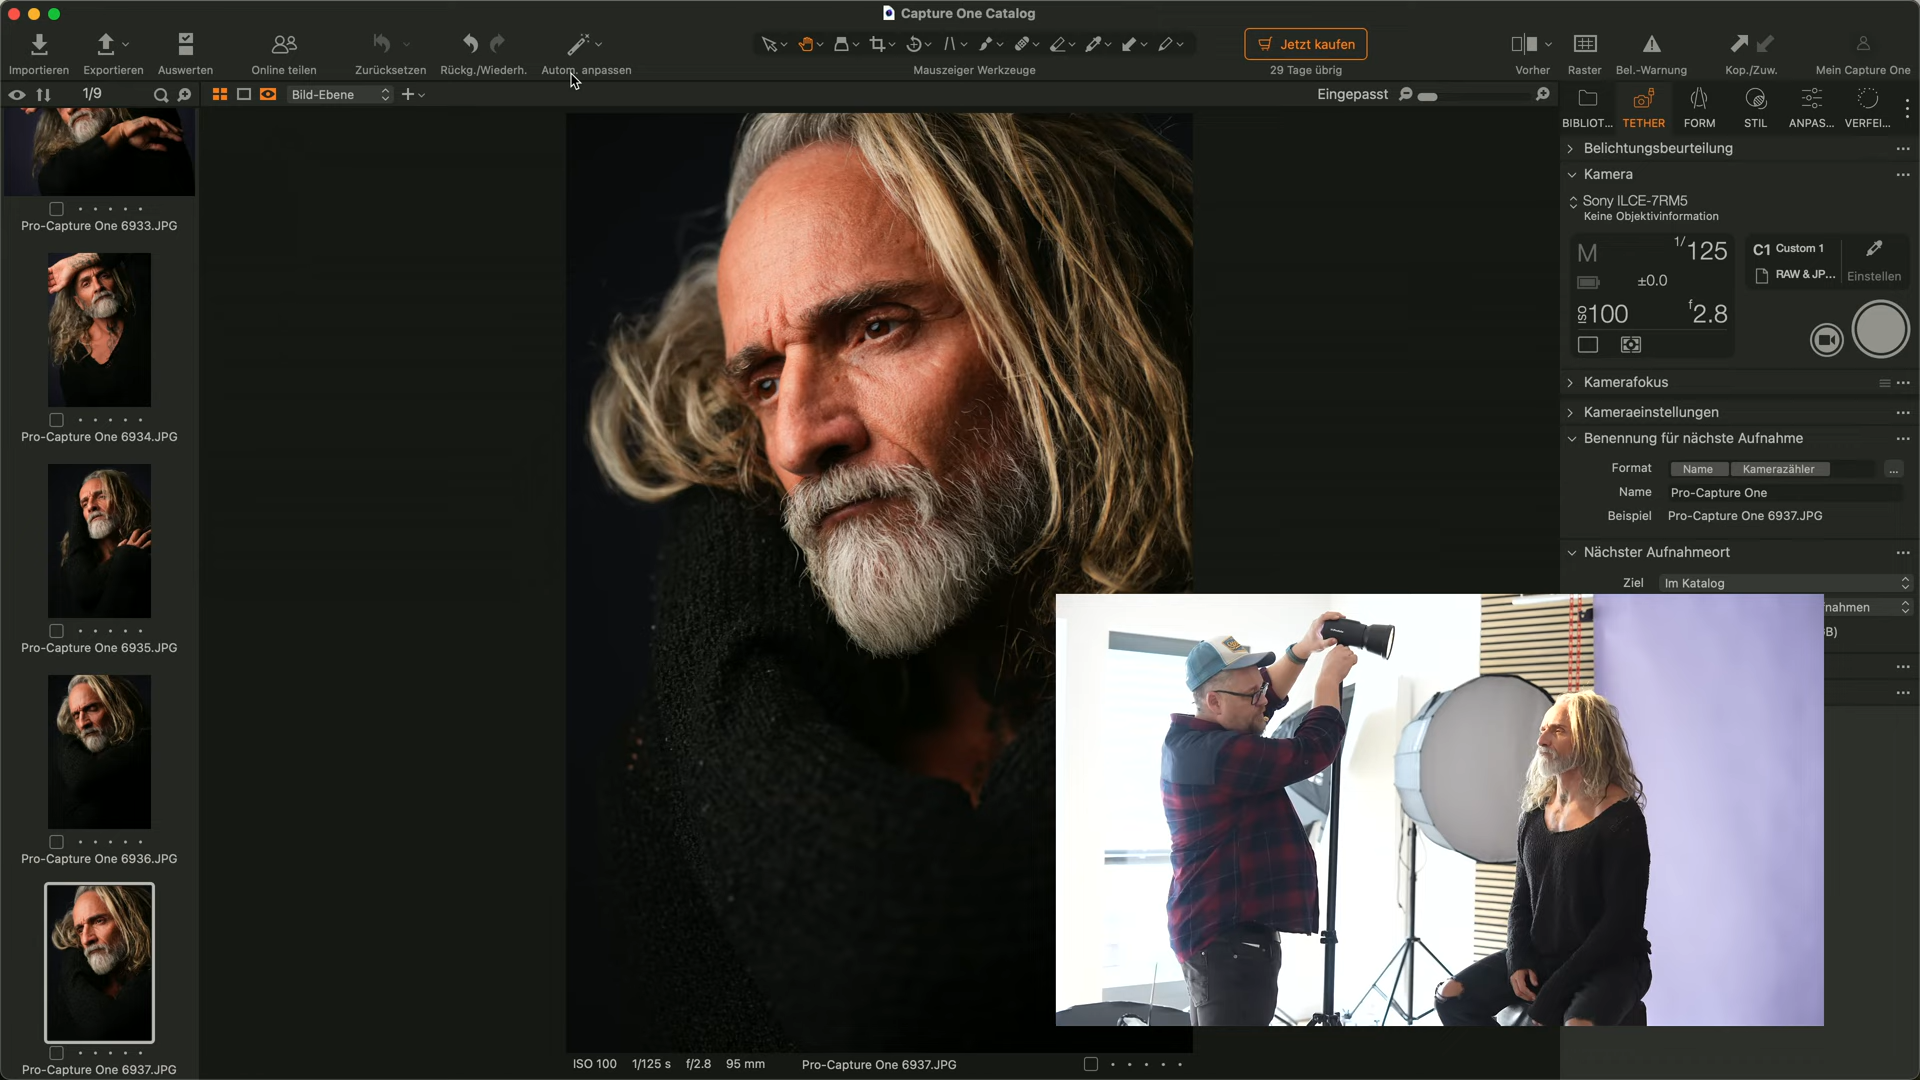 Capture One Catalog
Importieren
Exportieren
Auswerten
Online teilen
Zurücksetzen
Rückg./Wiederh.
Autom. anpassen
Mauszeiger Werkzeuge
Jetzt kaufen
29 Tage übrig
Vorher
Raster
Bel.-Warnung
Kop./Zuw.
Mein Capture One
1/9
Bild-Ebene
Eingepasst
BIBLIOT...
TETHER
FORM
STIL
ANPAS...
VERFEI...
Belichtungsbeurteilung
Kamera
Sony ILCE-7RM5
Keine Objektivinformation
M
1/125
±0.0
ISO 100
f2.8
C1 Custom 1
RAW & JP...
Einstellen
Kamerafokus
Kameraeinstellungen
Benennung für nächste Aufnahme
Format Name Kamerazähler ...
Name Pro-Capture One
Beispiel Pro-Capture One 6937.JPG
Nächster Aufnahmeort
Ziel Im Katalog
fnahmen
Pro-Capture One 6933.JPG
Pro-Capture One 6934.JPG
Pro-Capture One 6935.JPG
Pro-Capture One 6936.JPG
Pro-Capture One 6937.JPG
ISO 100 1/125 s f/2.8 95 mm Pro-Capture One 6937.JPG